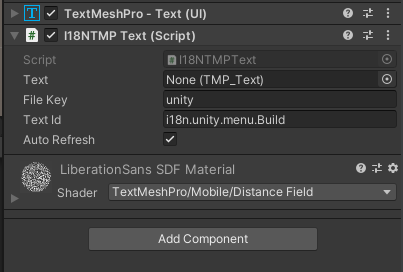 TextMeshPro - Text (UI)
I18NTMP Text (Script)
Script I18NTMPText
Text None (TMP_Text)
File Key unity
Text Id i18n.unity.menu.Build
Auto Refresh
LiberationSans SDF Material
Shader TextMeshPro/Mobile/Distance Field
Add Component